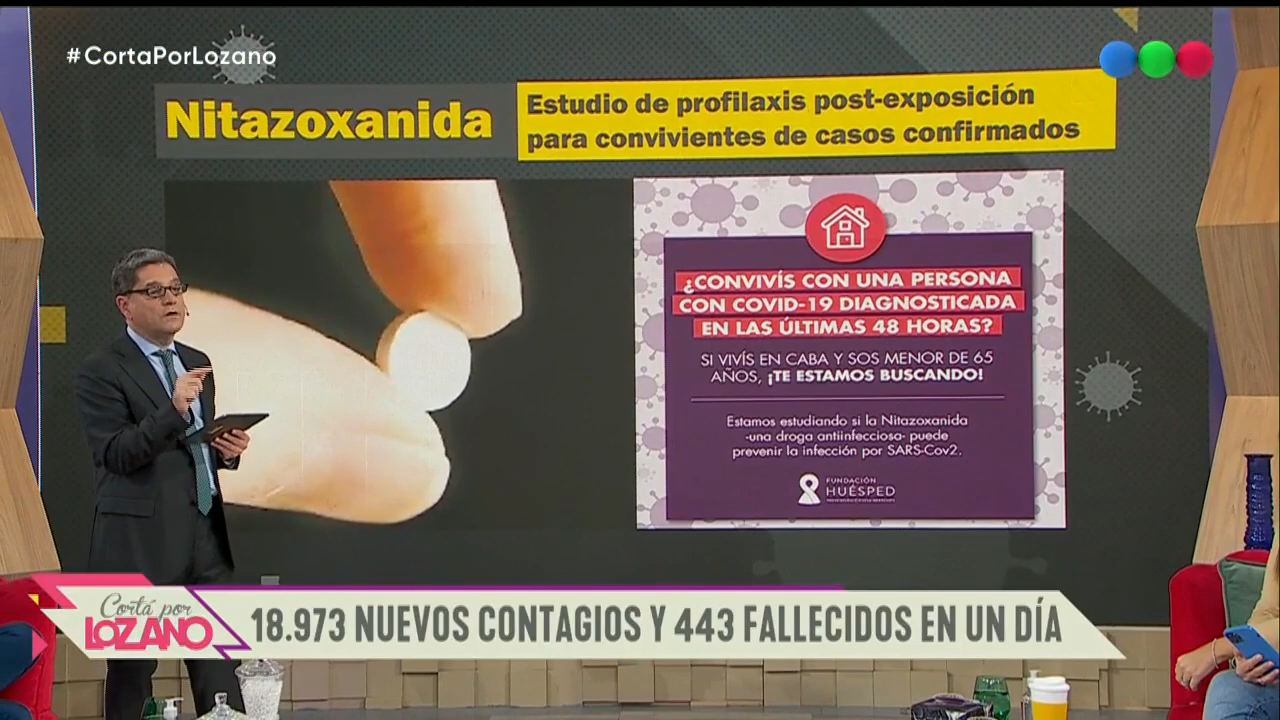 #CortaPorLozano
Nitazoxanida
Estudio de profilaxis post-exposición
para convivientes de casos confirmados
¿CONVIVÍS CON UNA PERSONA
CON COVID-19 DIAGNOSTICADA
EN LAS ÚLTIMAS 48 HORAS?
SI VIVÍS EN CABA Y SOS MENOR DE 65
AÑOS, ¡TE ESTAMOS BUSCANDO!
Estamos estudiando si la Nitazoxanida
-una droga antiinfecciosa- puede
prevenir la infección por SARS-Cov2.
FUNDACIÓN
HUÉSPED
Cortá por
LOZANO
18.973 NUEVOS CONTAGIOS Y 443 FALLECIDOS EN UN DÍA